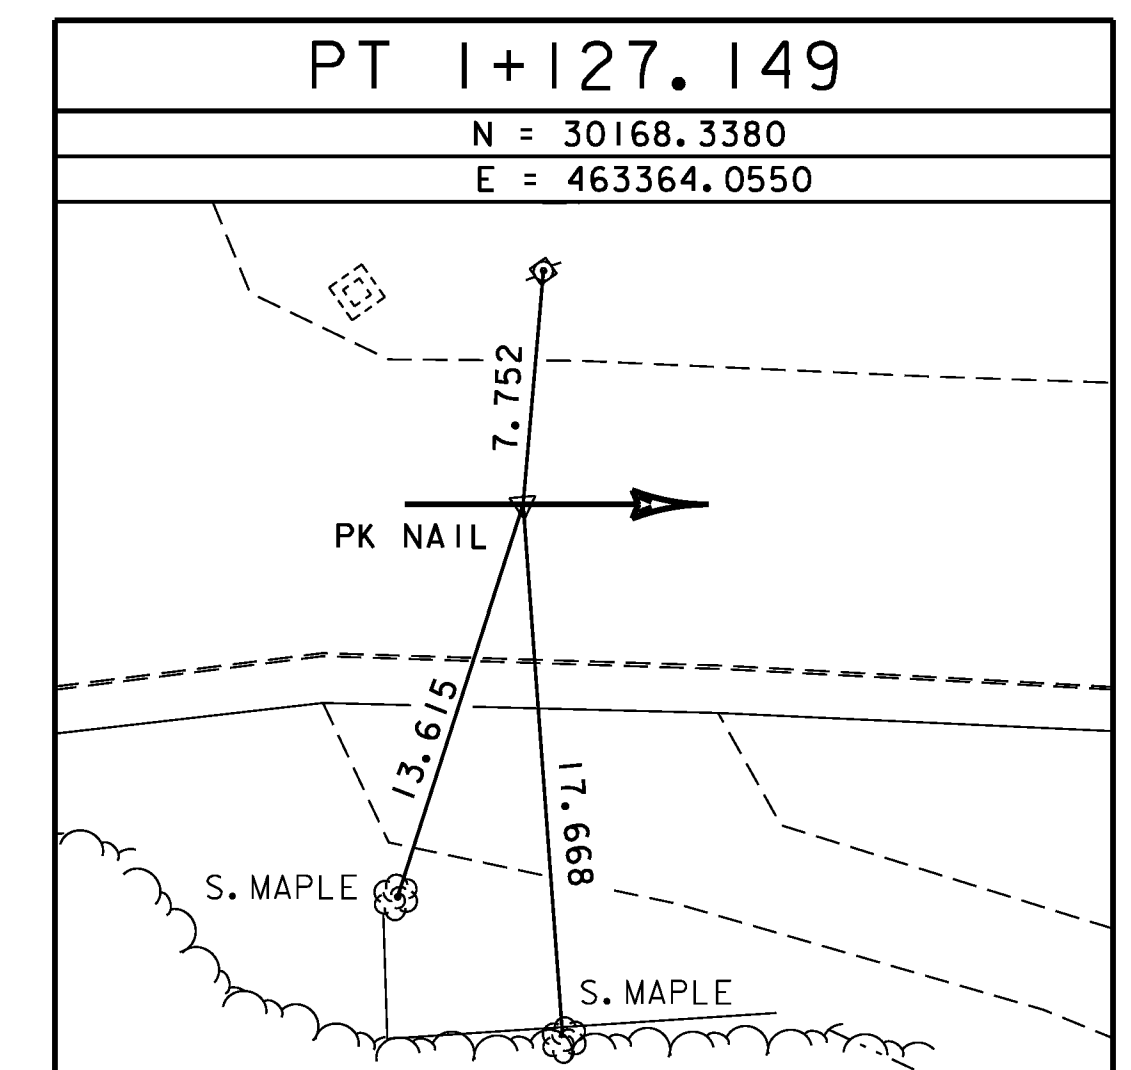 PT 1+127.149
N = 30168.3380
E = 463364.0550
7.752
PK NAIL
13.615
17.668
S. MAPLE
S. MAPLE